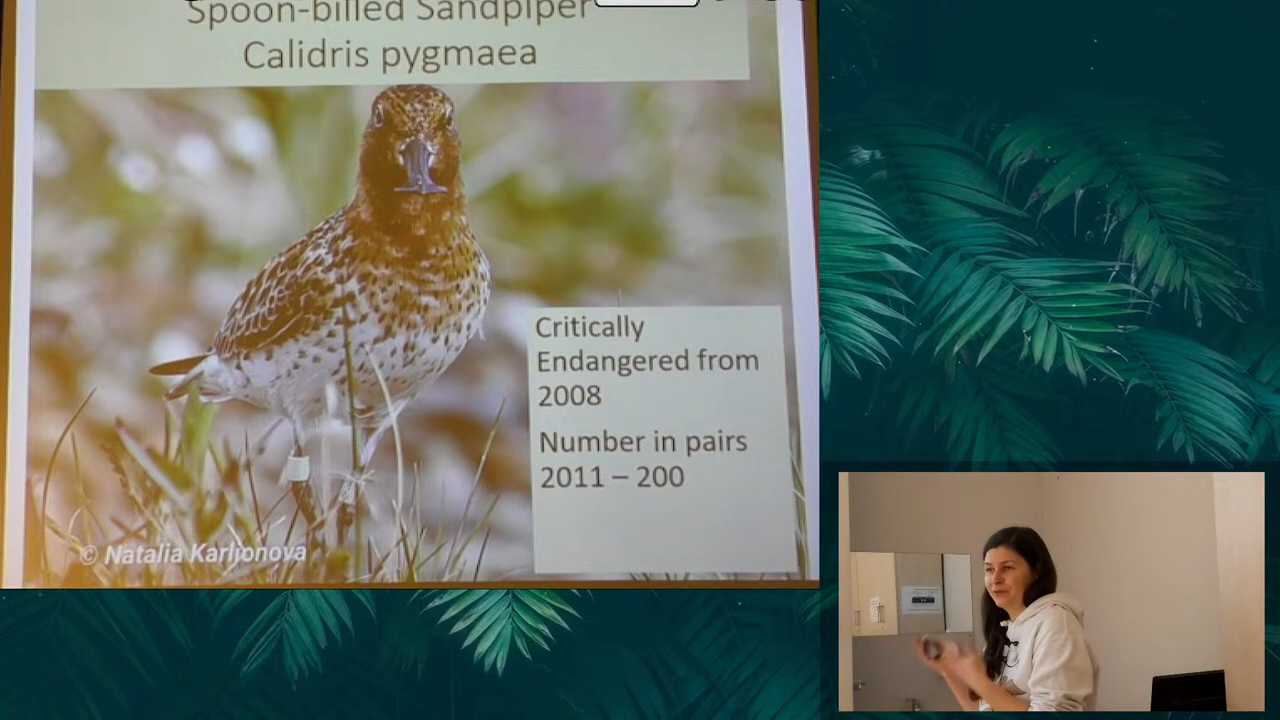 Spoon-billed Sandpiper
Calidris pygmaea
Critically
Endangered from
2008
Number in pairs
2011 – 200
© Natalia Karlionova